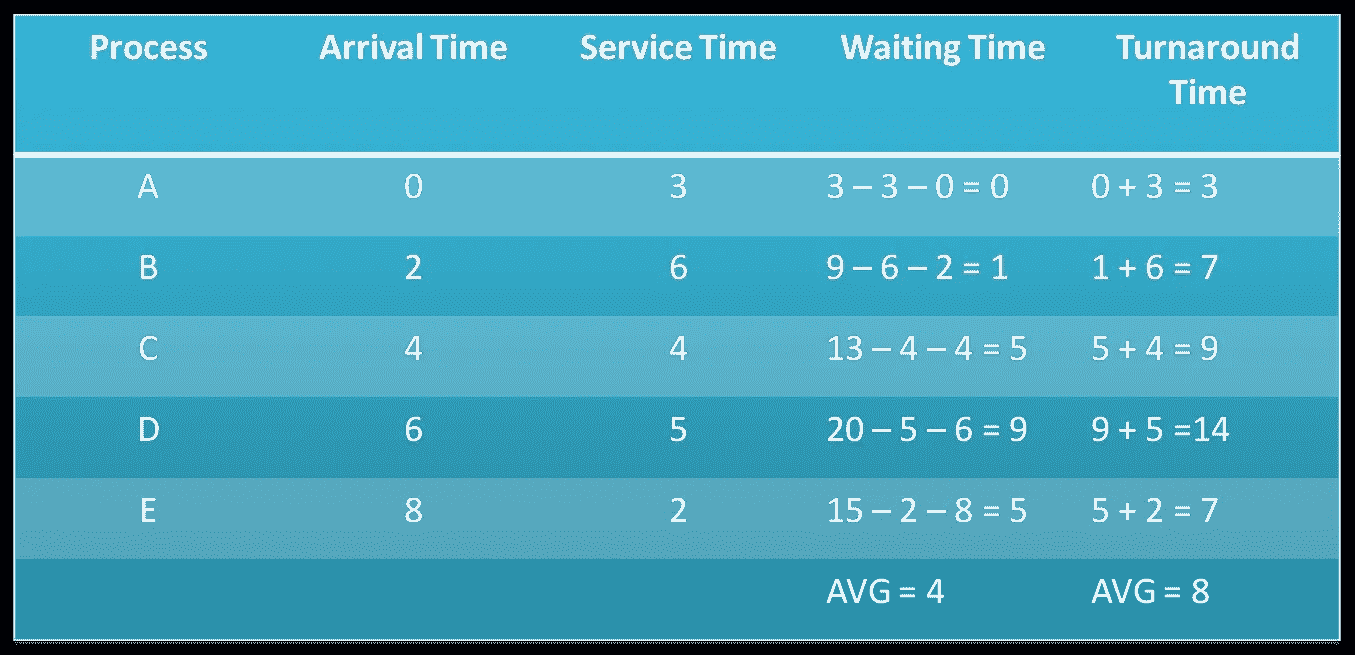 Process Arrival Time Service Time Waiting Time Turnaround
Time
A 0 3 3 – 3 – 0 = 0 0 + 3 = 3
B 2 6 9 – 6 – 2 = 1 1 + 6 = 7
C 4 4 13 – 4 – 4 = 5 5 + 4 = 9
D 6 5 20 – 5 – 6 = 9 9 + 5 =14
E 8 2 15 – 2 – 8 = 5 5 + 2 = 7
AVG = 4 AVG = 8